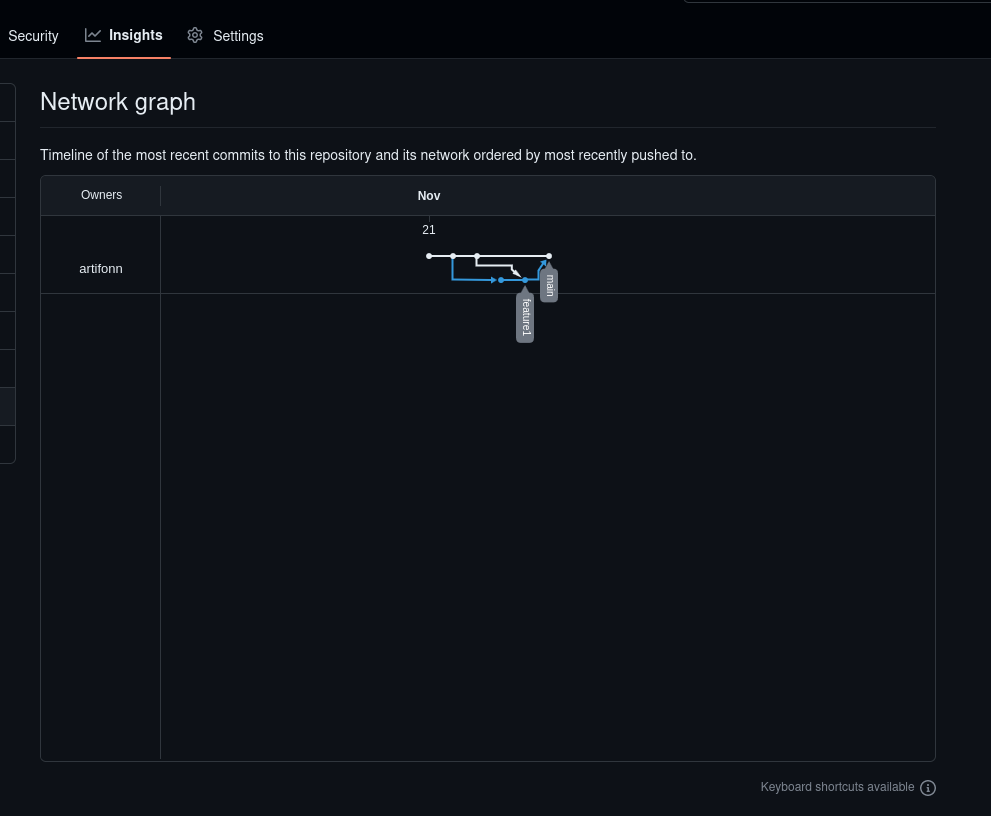 Security Insights Settings
Network graph
Timeline of the most recent commits to this repository and its network ordered by most recently pushed to.
Owners Nov
21
artifonn
main
feature1
Keyboard shortcuts available